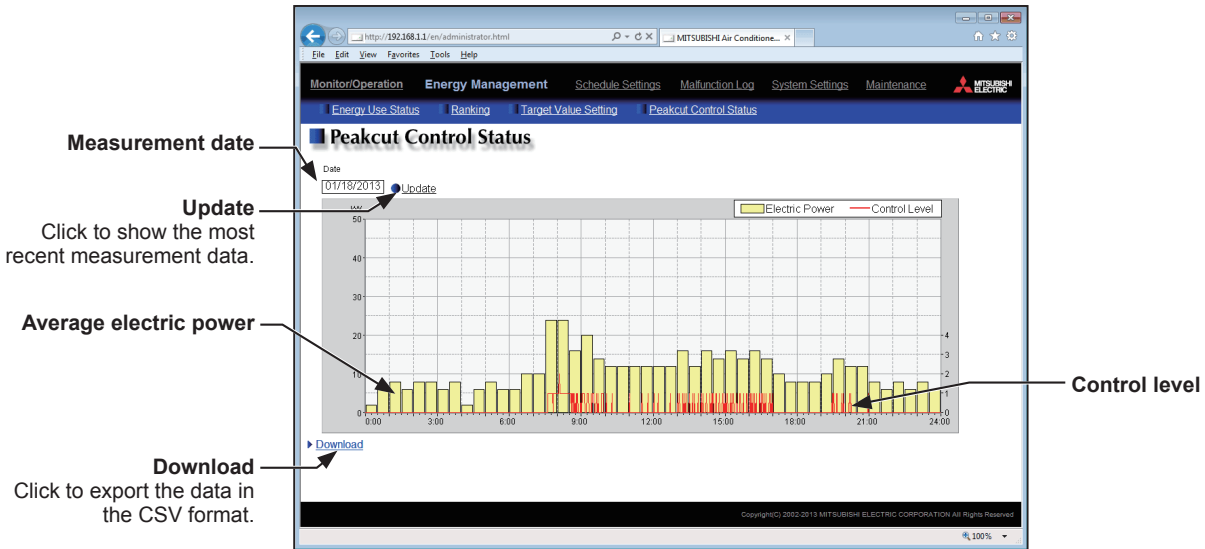 http://192.168.1.1/en/administrator.html
MITSUBISHI Air Conditione...
File Edit View Favorites Tools Help
Monitor/Operation Energy Management Schedule Settings Malfunction Log System Settings Maintenance
MITSUBISHI ELECTRIC
Energy Use Status Ranking Target Value Setting Peakcut Control Status
Peakcut Control Status
Measurement date
Date
01/18/2013 Update
Update
Click to show the most
recent measurement data.
kW
Electric Power Control Level
50
40
30
20
10
0
4
3
2
1
0
0:00 3:00 6:00 9:00 12:00 15:00 18:00 21:00 24:00
Average electric power
Control level
Download
Download
Click to export the data in
the CSV format.
Copyright(C) 2002-2013 MITSUBISHI ELECTRIC CORPORATION All Rights Reserved
100%